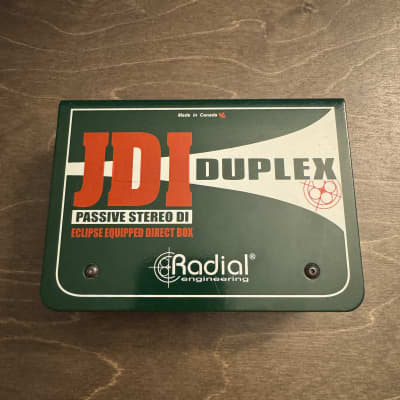 Made in Canada
JDI DUPLEX
PASSIVE STEREO DI
ECLIPSE EQUIPPED DIRECT BOX
Radial®
engineering